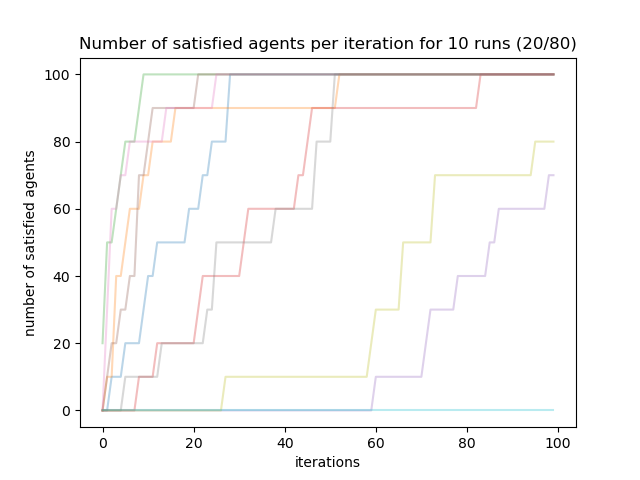 Number of satisfied agents per iteration for 10 runs (20/80)
100
80
60
40
20
0
number of satisfied agents
0 20 40 60 80 100
iterations